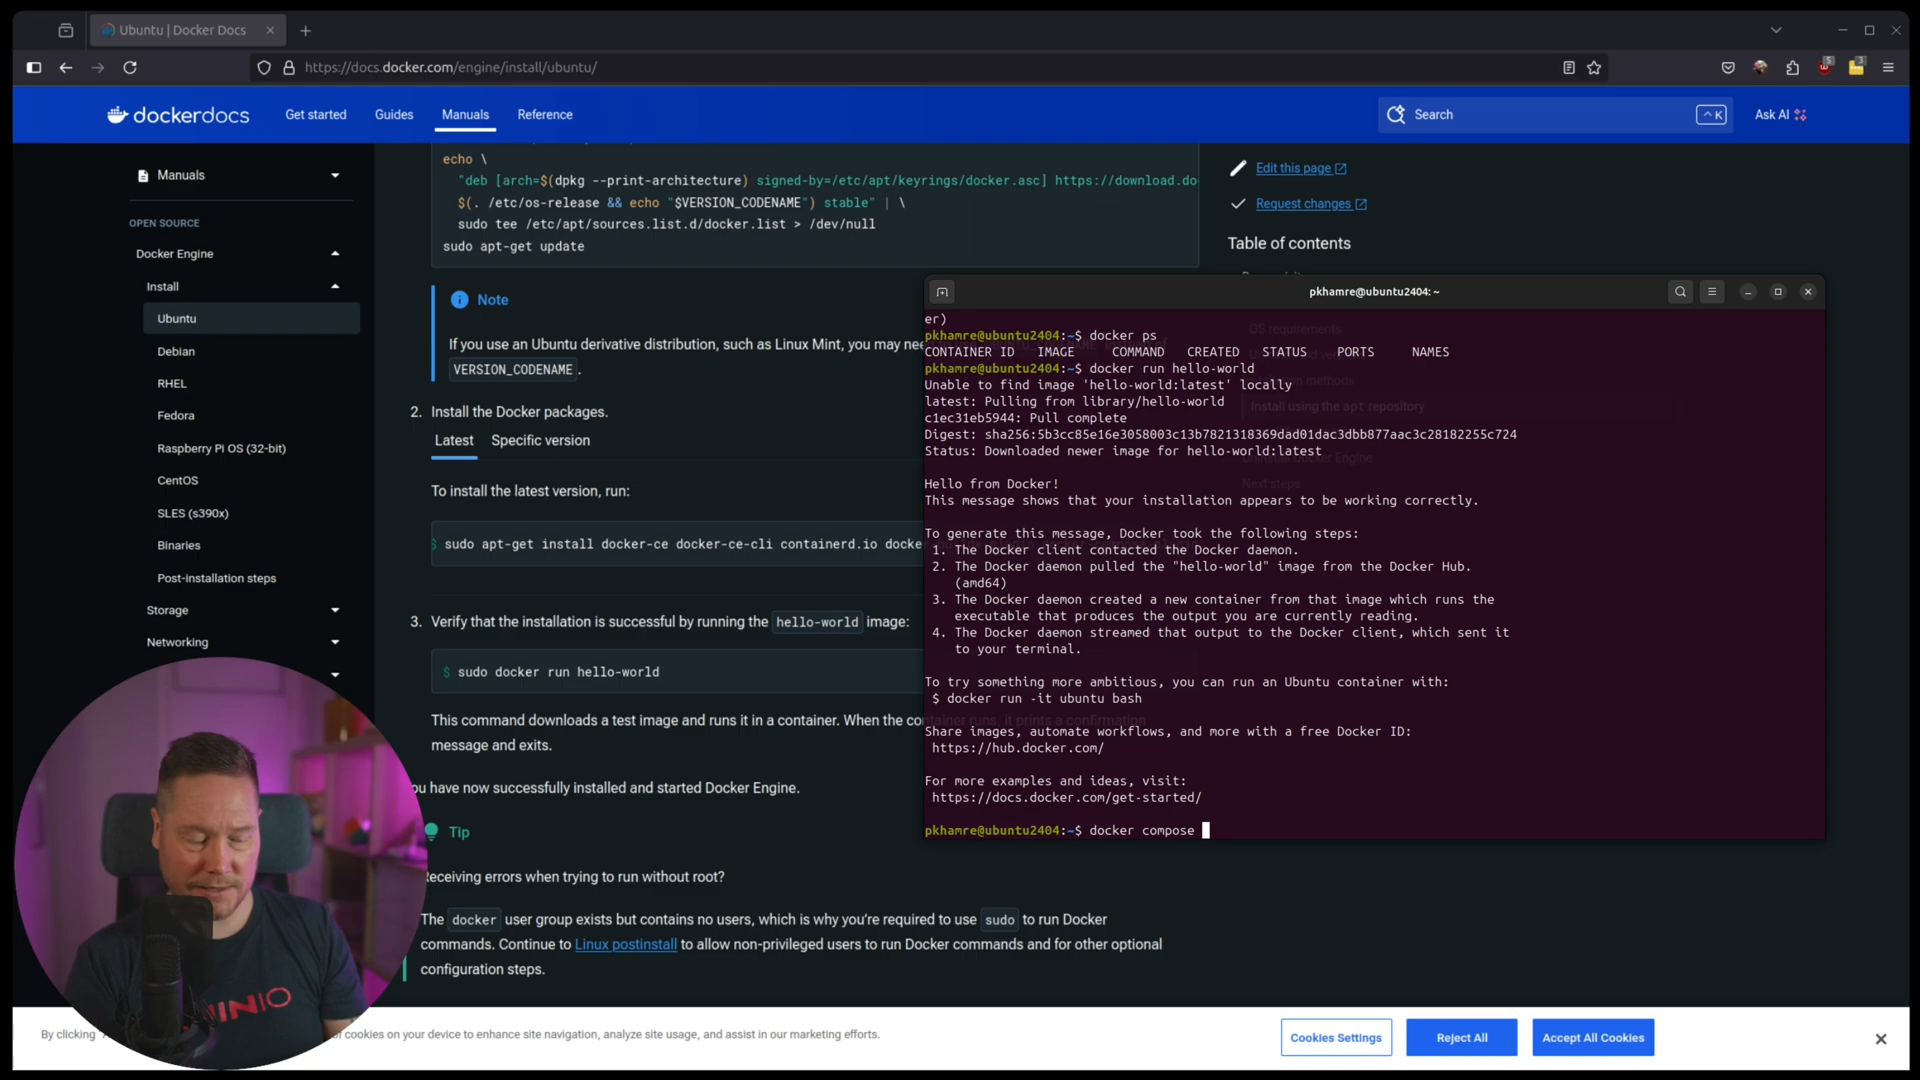 Ubuntu | Docker Docs
https://docs.docker.com/engine/install/ubuntu/
5
3
dockerdocs
Get started
Guides
Manuals
Reference
Search
^ K
Ask AI
Manuals
OPEN SOURCE
Docker Engine
Install
Ubuntu
Debian
RHEL
Fedora
Raspberry Pi OS (32-bit)
CentOS
SLES (s390x)
Binaries
Post-installation steps
Storage
Networking
echo \
"deb [arch=$(dpkg --print-architecture) signed-by=/etc/apt/keyrings/docker.asc] https://download.do
$(. /etc/os-release && echo "$VERSION_CODENAME") stable" | \
sudo tee /etc/apt/sources.list.d/docker.list > /dev/null
sudo apt-get update
Note
If you use an Ubuntu derivative distribution, such as Linux Mint, you may nee
VERSION_CODENAME.
2. Install the Docker packages.
Latest
Specific version
To install the latest version, run:
$ sudo apt-get install docker-ce docker-ce-cli containerd.io docke
3. Verify that the installation is successful by running the hello-world image:
$ sudo docker run hello-world
This command downloads a test image and runs it in a container. When the container runs, it prints a confirmation
message and exits.
ou have now successfully installed and started Docker Engine.
Tip
Receiving errors when trying to run without root?
The docker user group exists but contains no users, which is why you're required to use sudo to run Docker
commands. Continue to Linux postinstall to allow non-privileged users to run Docker commands and for other optional
configuration steps.
Edit this page
Request changes
Table of contents
OS requirements
Install using the apt repository
Uninstall Docker Engine
Next steps
pkhamre@ubuntu2404: ~
er)
pkhamre@ubuntu2404:~$ docker ps
CONTAINER ID   IMAGE     COMMAND   CREATED   STATUS    PORTS     NAMES
pkhamre@ubuntu2404:~$ docker run hello-world
Unable to find image 'hello-world:latest' locally
latest: Pulling from library/hello-world
c1ec31eb5944: Pull complete
Digest: sha256:5b3cc85e16e3058003c13b7821318369dad01dac3dbb877aac3c28182255c724
Status: Downloaded newer image for hello-world:latest
Hello from Docker!
This message shows that your installation appears to be working correctly.
To generate this message, Docker took the following steps:
1. The Docker client contacted the Docker daemon.
2. The Docker daemon pulled the "hello-world" image from the Docker Hub.
(amd64)
3. The Docker daemon created a new container from that image which runs the
executable that produces the output you are currently reading.
4. The Docker daemon streamed that output to the Docker client, which sent it
to your terminal.
To try something more ambitious, you can run an Ubuntu container with:
$ docker run -it ubuntu bash
Share images, automate workflows, and more with a free Docker ID:
https://hub.docker.com/
For more examples and ideas, visit:
https://docs.docker.com/get-started/
pkhamre@ubuntu2404:~$ docker compose
INIO
By clicking
of cookies on your device to enhance site navigation, analyze site usage, and assist in our marketing efforts.
Cookies Settings
Reject All
Accept All Cookies